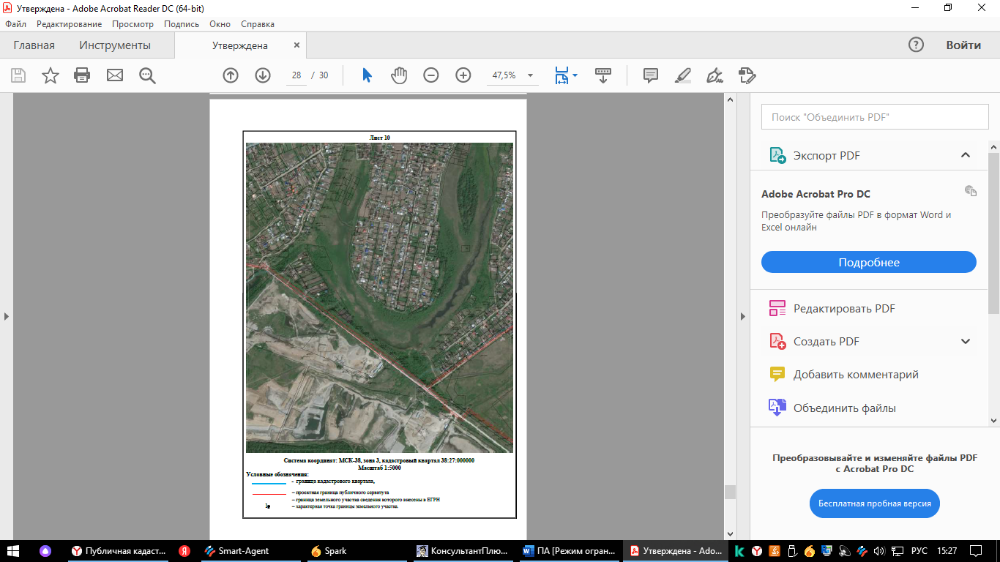 Утверждена - Adobe Acrobat Reader DC (64-bit)
Файл Редактирование Просмотр Подпись Окно Справка
Главная Инструменты Утверждена × Войти
28 / 30 47,5%
Лист 10
Система координат: МСК-38, зона 3, кадастровый квартал 38:27:000000
Масштаб 1:5000
Условные обозначения:
- граница кадастрового квартала,
– проектная граница публичного сервитута
– граница земельного участка сведения которого внесены в ЕГРН
– характерная точка границы земельного участка.
Поиск "Объединить PDF"
Экспорт PDF
Adobe Acrobat Pro DC
Преобразуйте файлы PDF в формат Word и
Excel онлайн
Подробнее
Редактировать PDF
Создать PDF
Добавить комментарий
Объединить файлы
Преобразовывайте и изменяйте файлы PDF
с Acrobat Pro DC
Бесплатная пробная версия
Публичная кадаст... Smart-Agent Spark КонсультантПлю... ПА [Режим огран... Утверждена - Ado... РУС 15:27